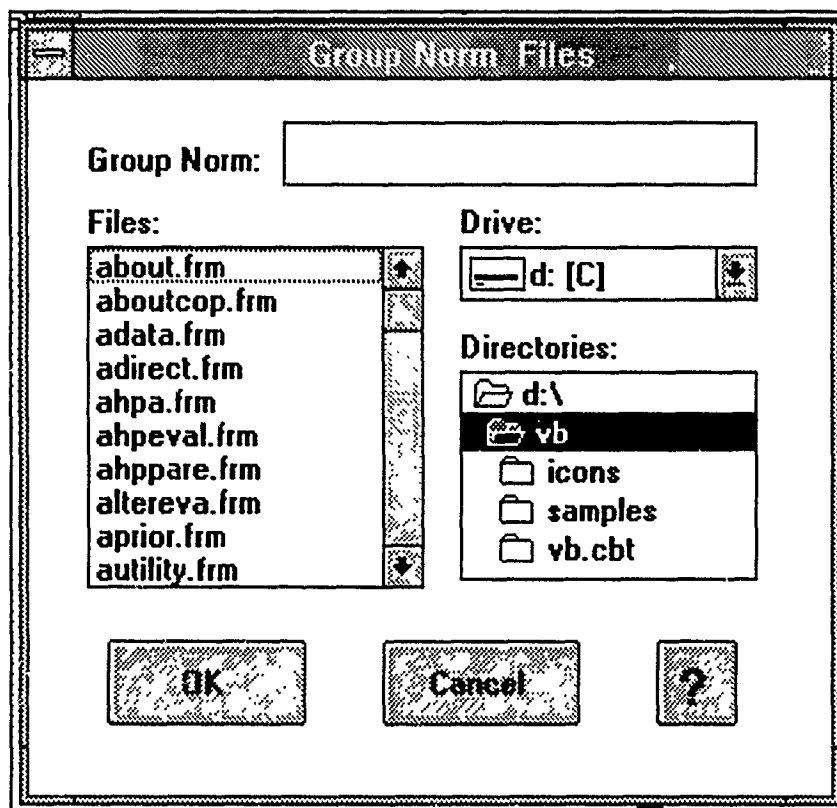 Group Norm Files
Group Norm:
Files:
about.frm
aboutcop.frm
adata.frm
adirect.frm
ahpa.frm
ahpeval.frm
ahppare.frm
altereva.frm
aprior.frm
autility.frm
Drive:
d: [C]
Directories:
d:\
vb
icons
samples
vb.cbt
OK
Cancel
?